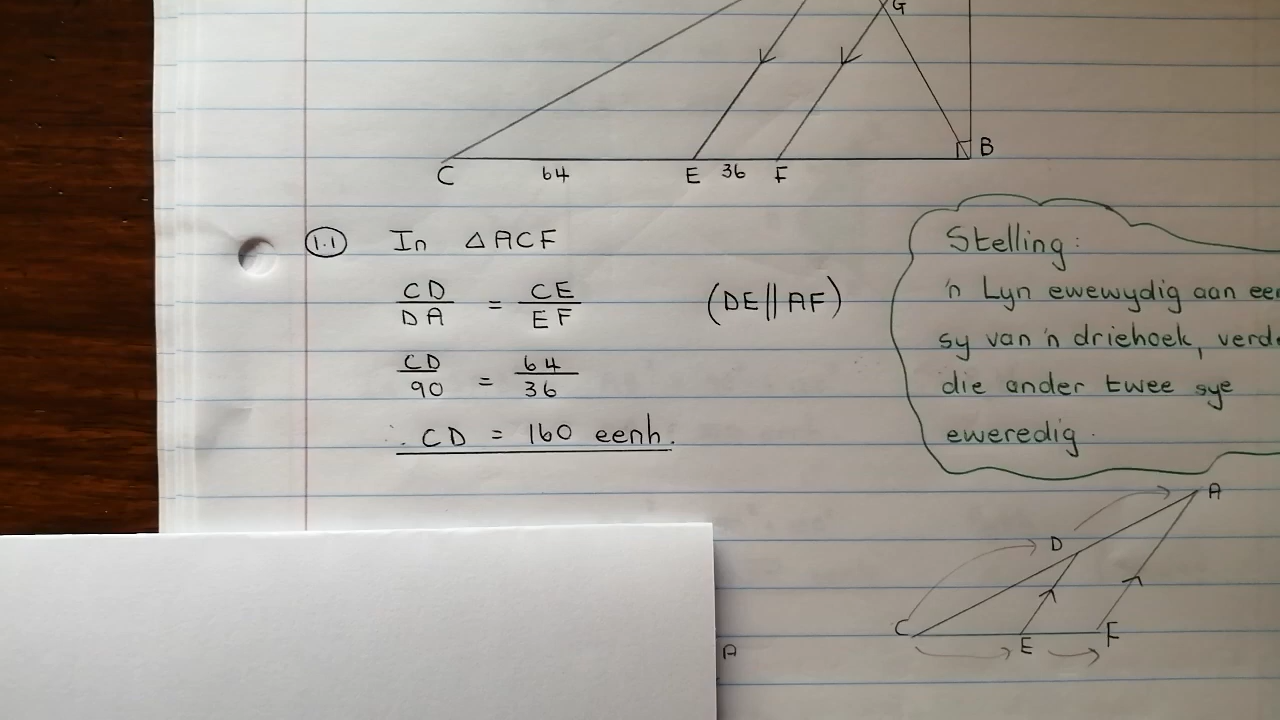 G
B
C 64 E 36 F
1.1 In △ACF
CD/DA = CE/EF (DE||AF)
CD/90 = 64/36
∴ CD = 160 eenh.
Stelling:
'n Lyn ewewydig aan een
sy van 'n driehoek, verde
die ander twee sye
eweredig.
A
D
C
E
F
A